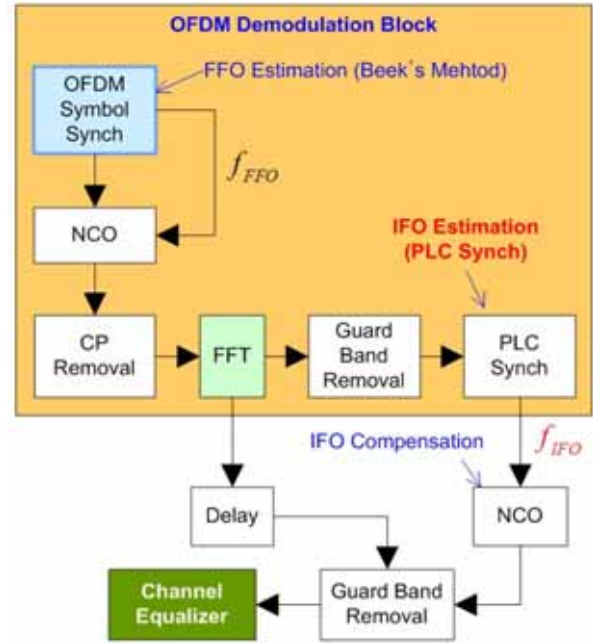 OFDM Demodulation Block
OFDM
Symbol
Synch
FFO Estimation (Beek´s Mehtod)
f_FFO
NCO
IFO Estimation
(PLC Synch)
CP
Removal
FFT
Guard
Band
Removal
PLC
Synch
IFO Compensation
f_IFO
Delay
NCO
Channel
Equalizer
Guard Band
Removal